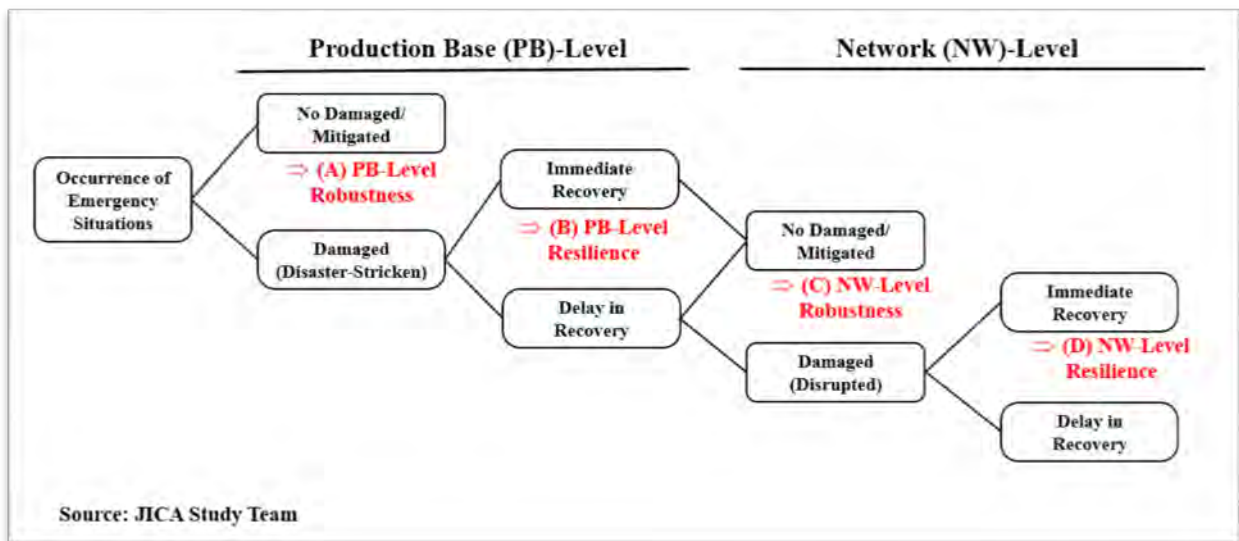 Production Base (PB)-Level
Network (NW)-Level
No Damaged/
Mitigated
⇒ (A) PB-Level
Robustness
Occurrence of
Emergency
Situations
Damaged
(Disaster-Stricken)
Immediate
Recovery
⇒ (B) PB-Level
Resilience
Delay in
Recovery
No Damaged/
Mitigated
⇒ (C) NW-Level
Robustness
Damaged
(Disrupted)
Immediate
Recovery
⇒ (D) NW-Level
Resilience
Delay in
Recovery
Source: JICA Study Team